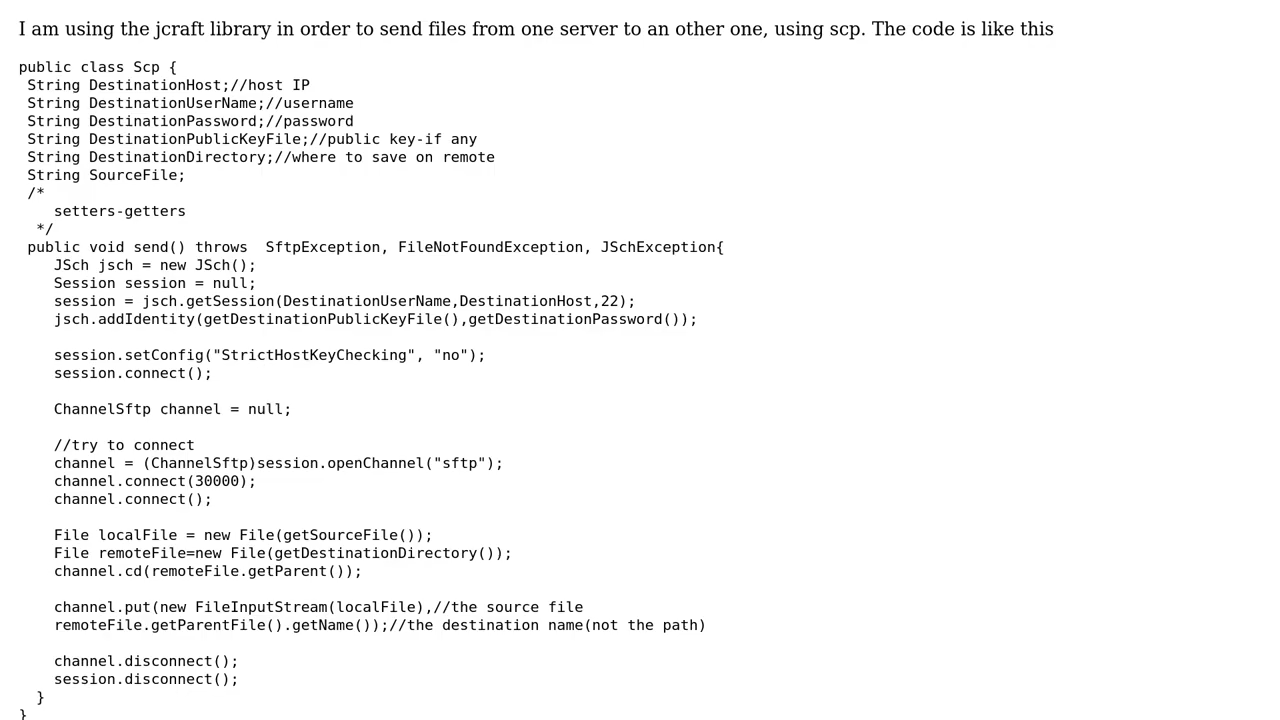 I am using the jcraft library in order to send files from one server to an other one, using scp. The code is like this
public class Scp {
 String DestinationHost;//host IP
 String DestinationUserName;//username
 String DestinationPassword;//password
 String DestinationPublicKeyFile;//public key-if any
 String DestinationDirectory;//where to save on remote
 String SourceFile;
 /*
    setters-getters
  */
 public void send() throws  SftpException, FileNotFoundException, JSchException{
    JSch jsch = new JSch();
    Session session = null;
    session = jsch.getSession(DestinationUserName,DestinationHost,22);
    jsch.addIdentity(getDestinationPublicKeyFile(),getDestinationPassword());
    session.setConfig("StrictHostKeyChecking", "no");
    session.connect();
    ChannelSftp channel = null;
    //try to connect
    channel = (ChannelSftp)session.openChannel("sftp");
    channel.connect(30000);
    channel.connect();
    File localFile = new File(getSourceFile());
    File remoteFile=new File(getDestinationDirectory());
    channel.cd(remoteFile.getParent());
    channel.put(new FileInputStream(localFile),//the source file
    remoteFile.getParentFile().getName());//the destination name(not the path)
    channel.disconnect();
    session.disconnect();
  }
}